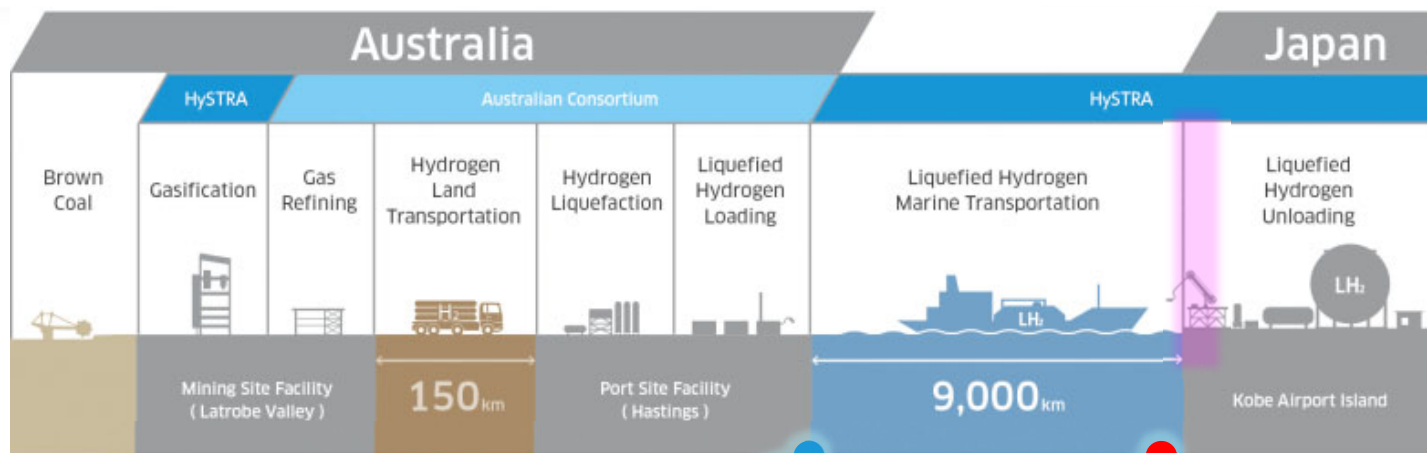 Australia
Japan
HySTRA
Australian Consortium
HySTRA
Brown
Coal
Gasification
Gas
Refining
Hydrogen
Land
Transportation
Hydrogen
Liquefaction
Liquefied
Hydrogen
Loading
Liquefied Hydrogen
Marine Transportation
Liquefied
Hydrogen
Unloading
H₂
LH₂
LH₂
Mining Site Facility
( Latrobe Valley )
150km
Port Site Facility
( Hastings )
9,000km
Kobe Airport Island